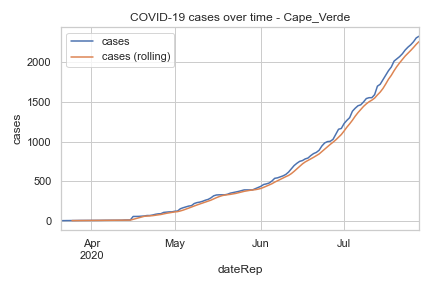 COVID-19 cases over time - Cape_Verde
cases
cases (rolling)
cases
2000
1500
1000
500
0
Apr
2020
May
Jun
Jul
dateRep